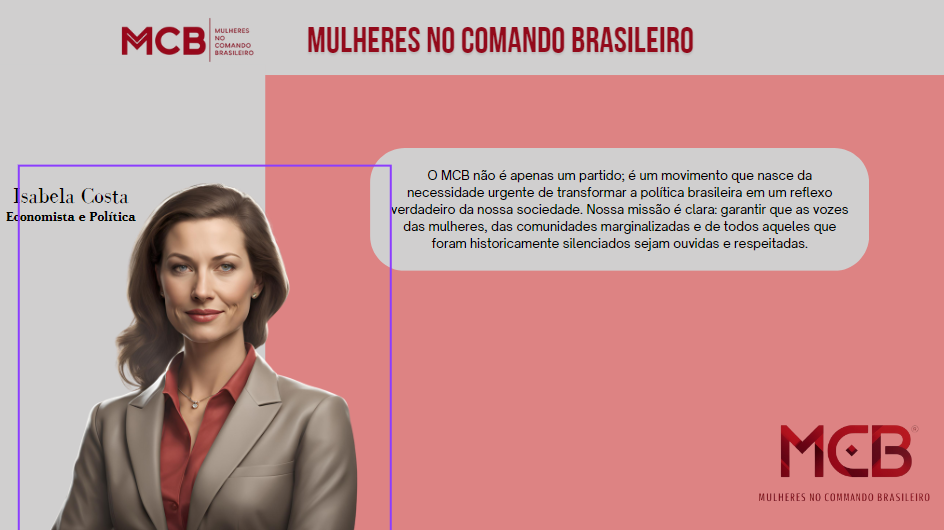 MCB
MULHERES
NO
COMANDO
BRASILEIRO
MULHERES NO COMANDO BRASILEIRO
Isabela Costa
Economista e Política
O MCB não é apenas um partido; é um movimento que nasce da
necessidade urgente de transformar a política brasileira em um reflexo
verdadeiro da nossa sociedade. Nossa missão é clara: garantir que as vozes
das mulheres, das comunidades marginalizadas e de todos aqueles que
foram historicamente silenciados sejam ouvidas e respeitadas.
MCB®
MULHERES NO COMMANDO BRASILEIRO